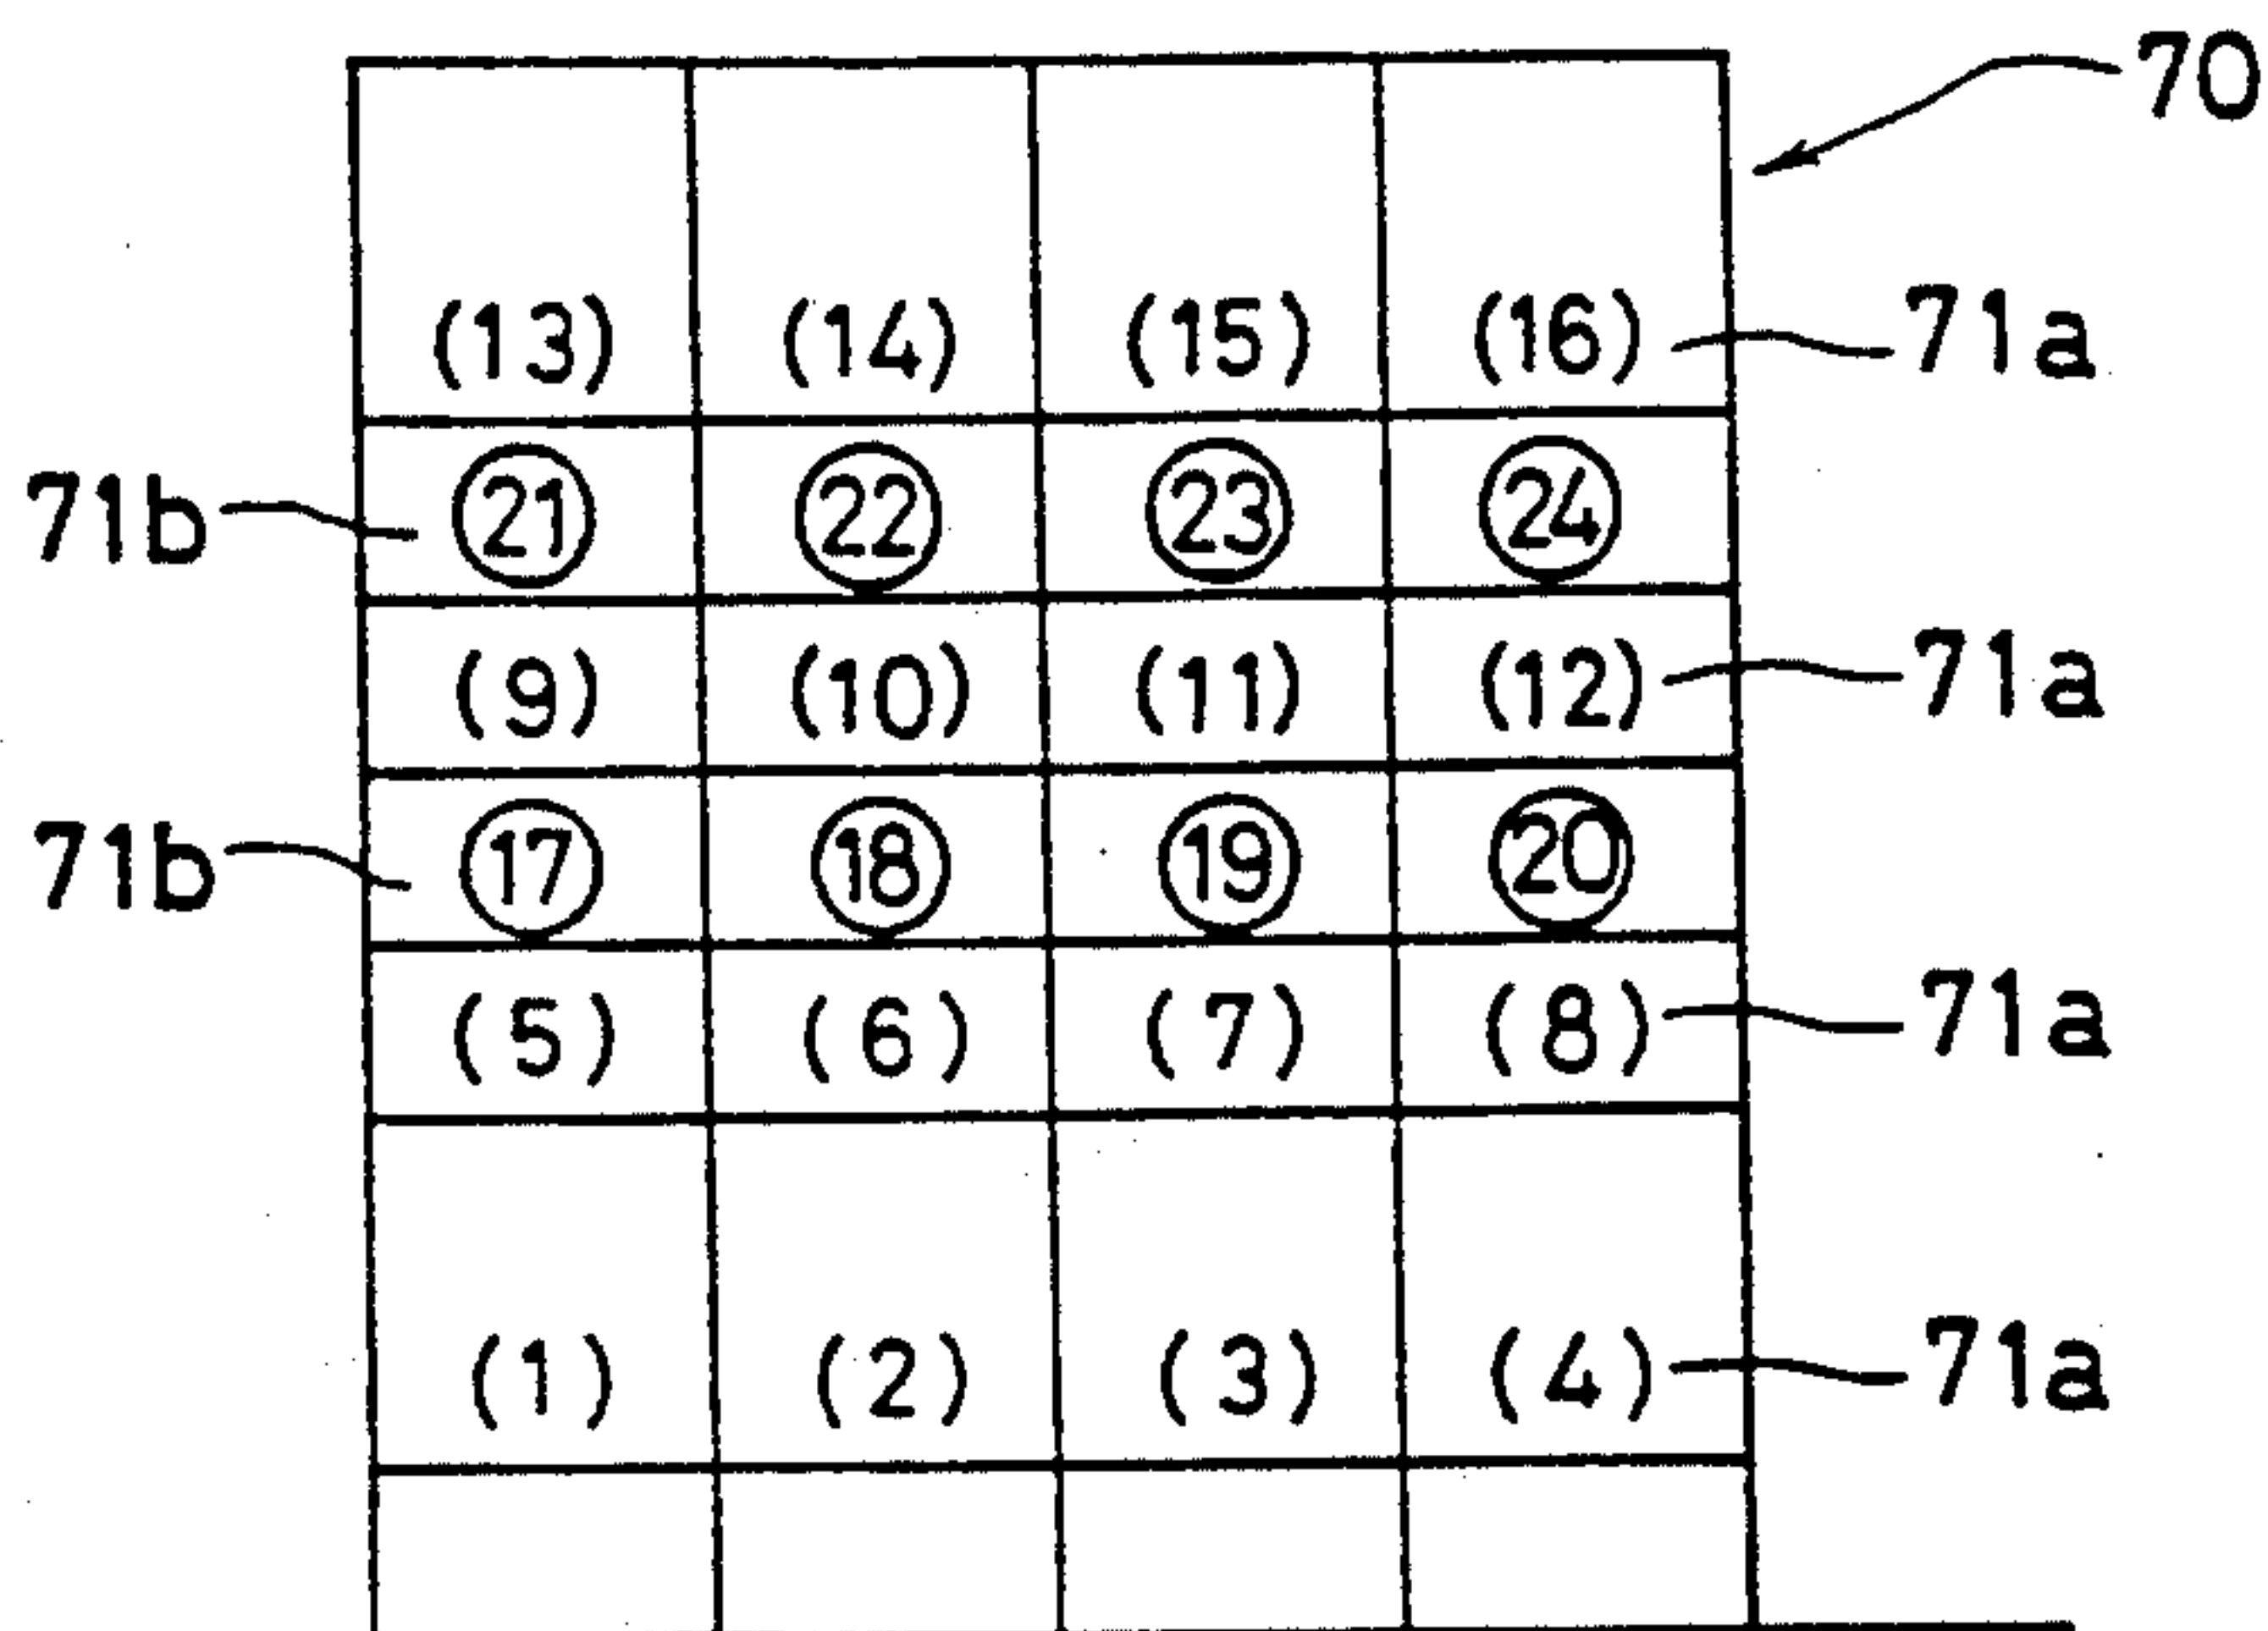 70
(13) (14) (15) (16) 71a
71b ㉑ ㉒ ㉓ ㉔
(9) (10) (11) (12) 71a
71b ⑰ ⑱ ⑲ ⑳
(5) (6) (7) (8) 71a
(1) (2) (3) (4) 71a